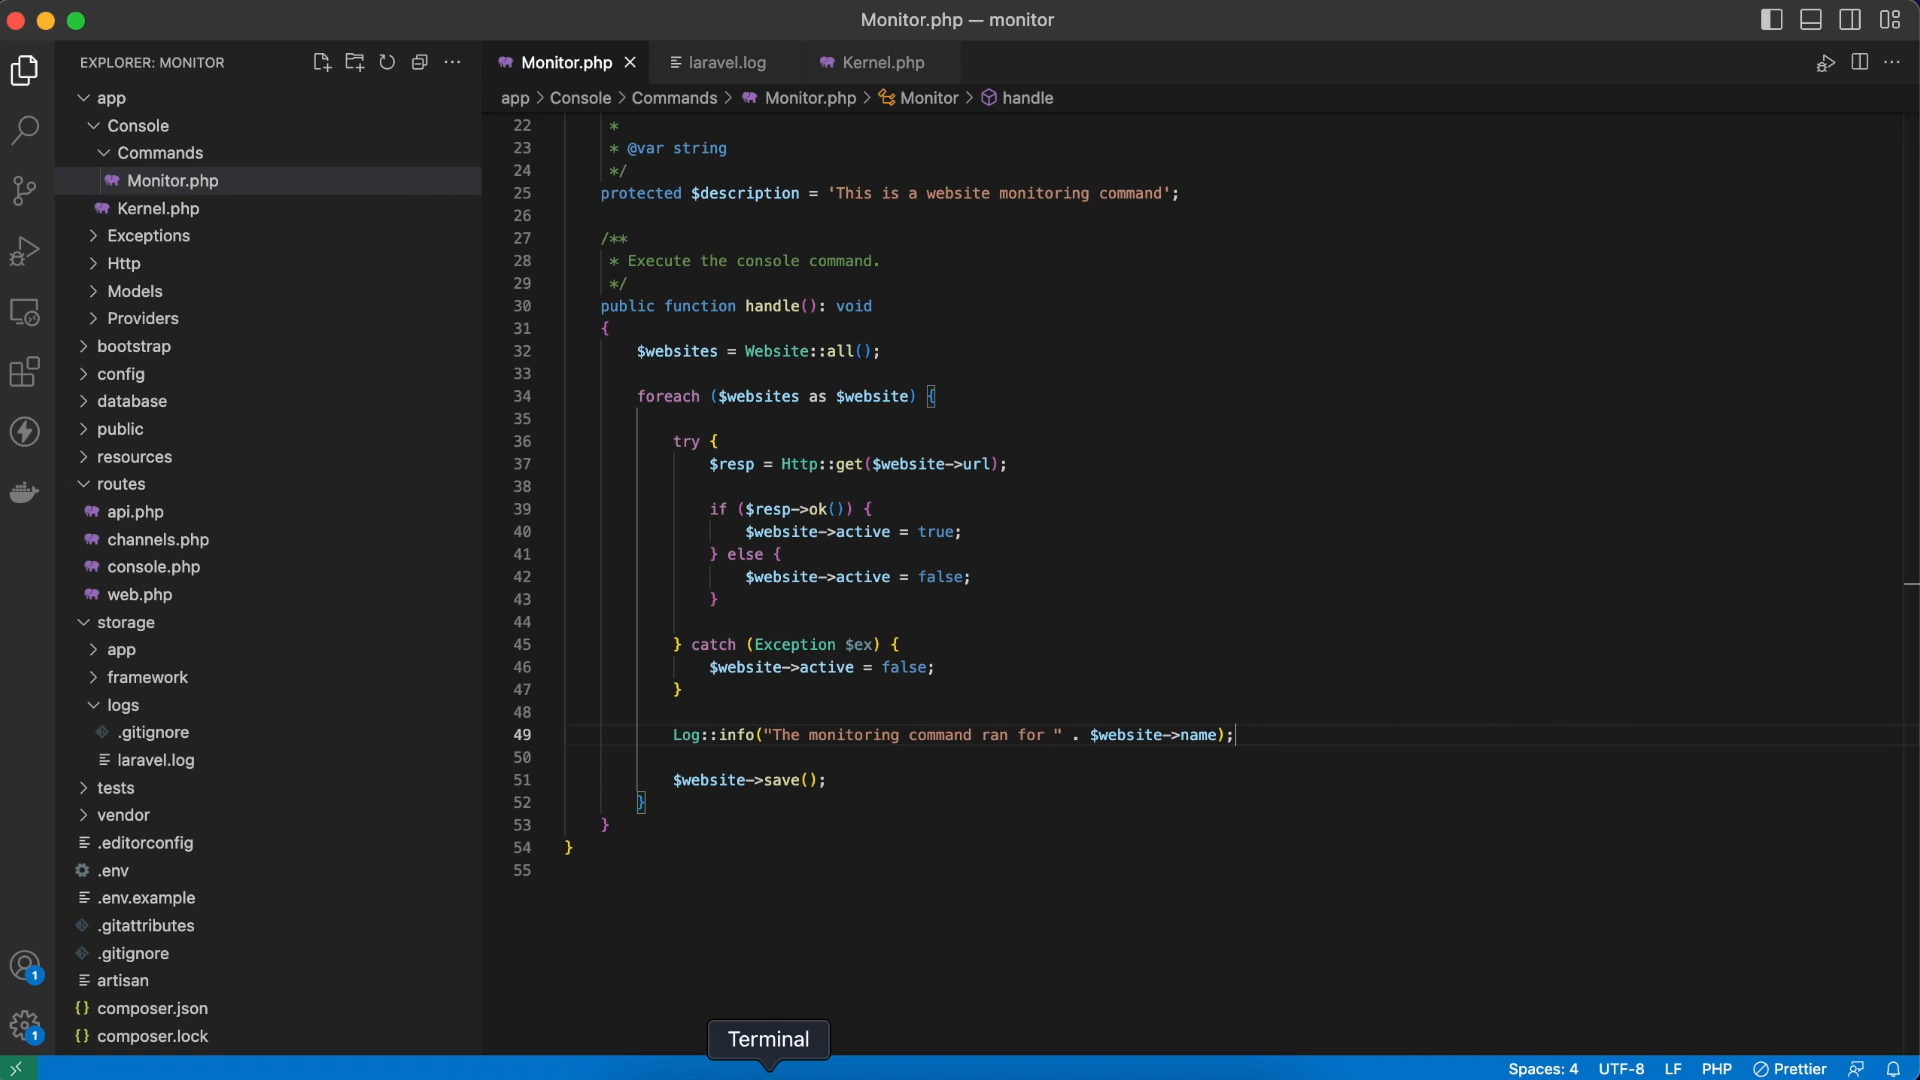 Monitor.php — monitor
EXPLORER: MONITOR
app
Console
Commands
Monitor.php
Kernel.php
Exceptions
Http
Models
Providers
bootstrap
config
database
public
resources
routes
api.php
channels.php
console.php
web.php
storage
app
framework
logs
.gitignore
laravel.log
tests
vendor
.editorconfig
.env
.env.example
.gitattributes
.gitignore
artisan
{} composer.json
{} composer.lock
1
1
Monitor.php laravel.log Kernel.php
app > Console > Commands > Monitor.php > Monitor > handle
22 *
23 * @var string
24 */
25 protected $description = 'This is a website monitoring command';
26
27 /**
28 * Execute the console command.
29 */
30 public function handle(): void
31 {
32 $websites = Website::all();
33
34 foreach ($websites as $website) {
35
36 try {
37 $resp = Http::get($website->url);
38
39 if ($resp->ok()) {
40 $website->active = true;
41 } else {
42 $website->active = false;
43 }
44
45 } catch (Exception $ex) {
46 $website->active = false;
47 }
48
49 Log::info("The monitoring command ran for " . $website->name);
50
51 $website->save();
52 }
53 }
54 }
55
Terminal
Spaces: 4 UTF-8 LF PHP Prettier